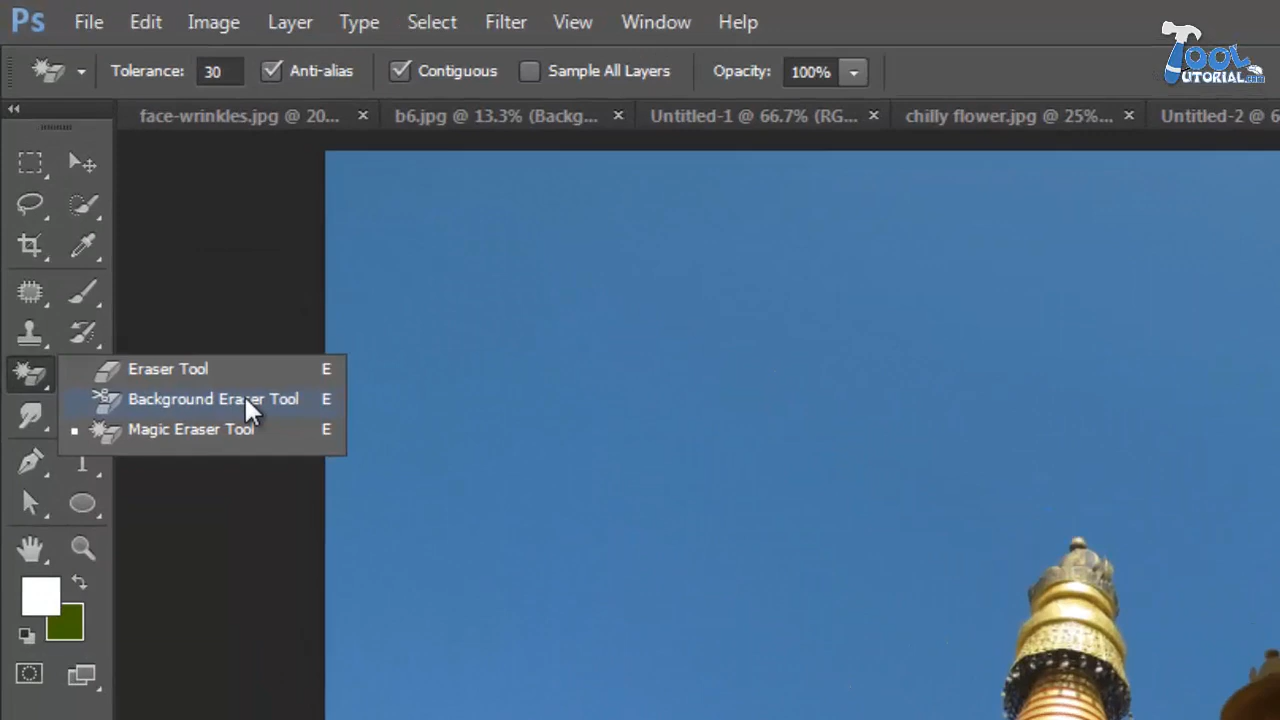 Ps File Edit Image Layer Type Select Filter View Window Help
TOOL
TUTORIAL.com
Tolerance: 30 Anti-alias Contiguous Sample All Layers Opacity: 100%
face-wrinkles.jpg @ 20... × b6.jpg @ 13.3% (Backg... × Untitled-1 @ 66.7% (RG... × chilly flower.jpg @ 25%... × Untitled-2 @ 6
Eraser Tool E
Background Eraser Tool E
Magic Eraser Tool E
T